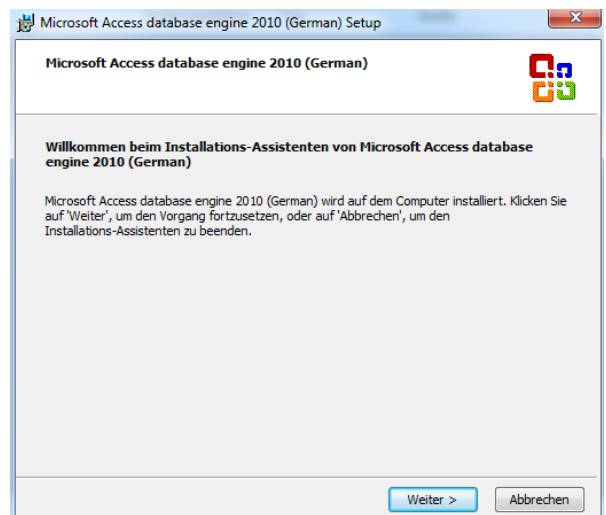 Microsoft Access database engine 2010 (German) Setup
Microsoft Access database engine 2010 (German)
Willkommen beim Installations-Assistenten von Microsoft Access database
engine 2010 (German)
Microsoft Access database engine 2010 (German) wird auf dem Computer installiert. Klicken Sie
auf 'Weiter', um den Vorgang fortzusetzen, oder auf 'Abbrechen', um den
Installations-Assistenten zu beenden.
Weiter >
Abbrechen